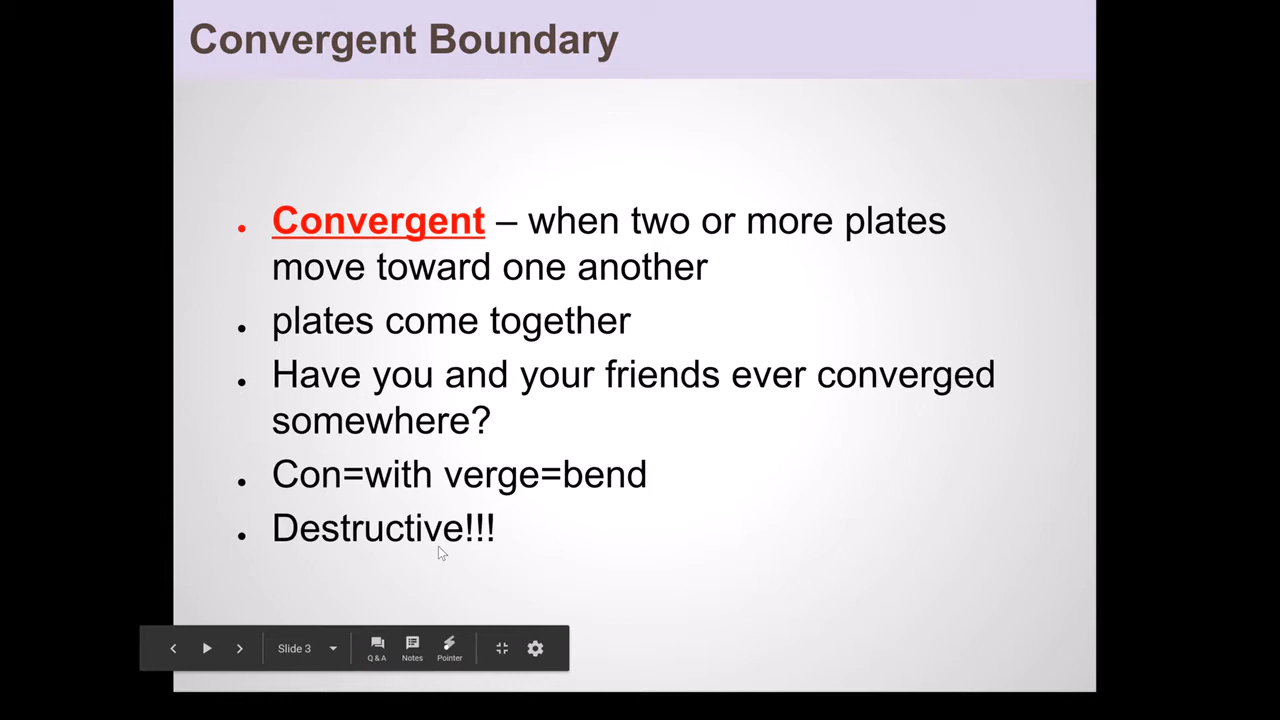 Convergent Boundary
Convergent – when two or more plates
move toward one another
plates come together
Have you and your friends ever converged
somewhere?
Con=with verge=bend
Destructive!!!
Slide 3
Q & A
Notes
Pointer